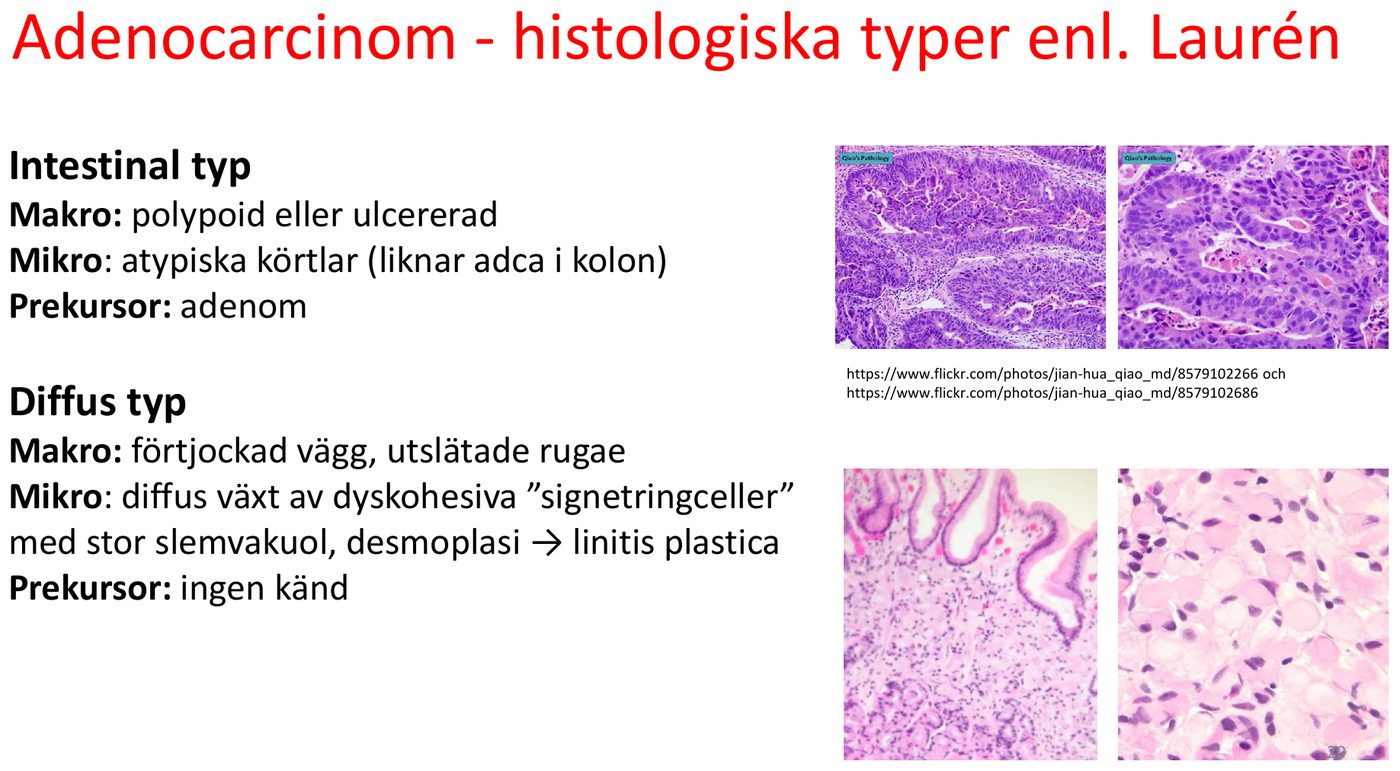 Adenocarcinom - histologiska typer enl. Laurén
Intestinal typ
Makro: polypoid eller ulcererad
Mikro: atypiska körtlar (liknar adca i kolon)
Prekursor: adenom
Diffus typ
Makro: förtjockad vägg, utslätade rugae
Mikro: diffus växt av dyskohesiva ”signetringceller”
med stor slemvakuol, desmoplasi → linitis plastica
Prekursor: ingen känd
Qiao's Pathology
Qiao's Pathology
https://www.flickr.com/photos/jian-hua_qiao_md/8579102266 och
https://www.flickr.com/photos/jian-hua_qiao_md/8579102686